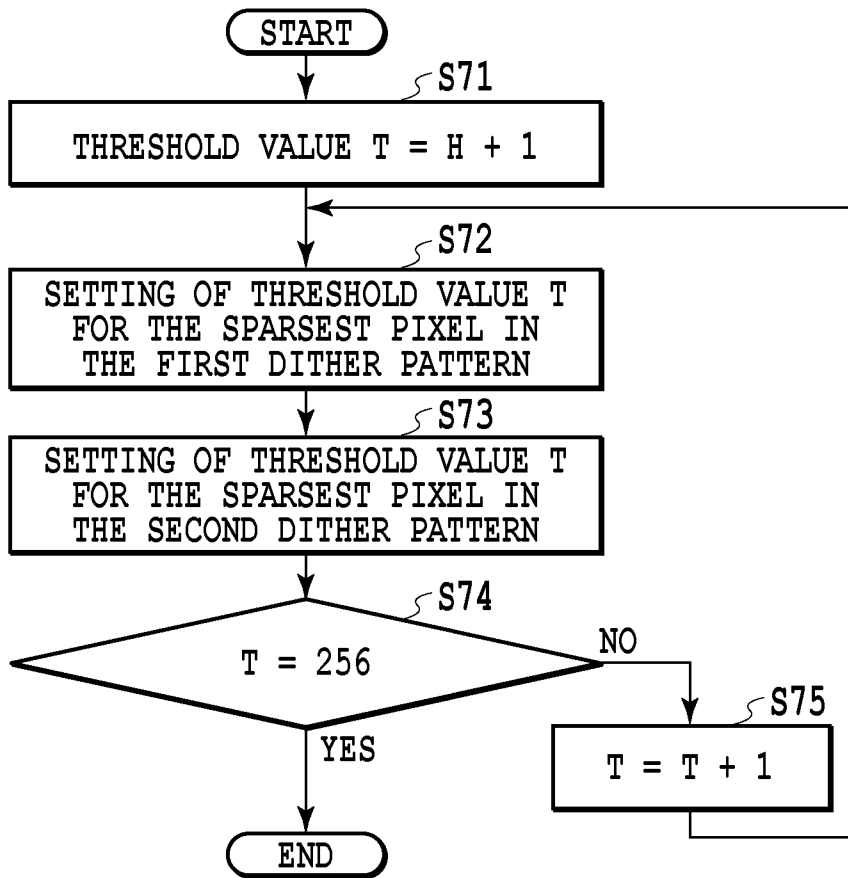 START
S71
THRESHOLD VALUE T = H + 1
S72
SETTING OF THRESHOLD VALUE T
FOR THE SPARSEST PIXEL IN
THE FIRST DITHER PATTERN
S73
SETTING OF THRESHOLD VALUE T
FOR THE SPARSEST PIXEL IN
THE SECOND DITHER PATTERN
S74
T = 256
NO
S75
YES
T = T + 1
END